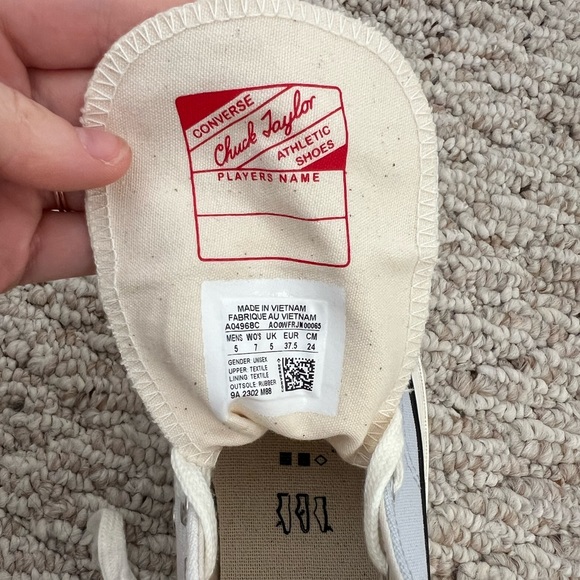 CONVERSE
Chuck Taylor
ATHLETIC
SHOES
PLAYERS NAME
MADE IN VIETNAM
FABRIQUE AU VIETNAM
A04968C AO0WFRJN00065
MENS WO'S UK EUR CM
5 7 5 37.5 24
GENDER: UNISEX
UPPER: TEXTILE
LINING: TEXTILE
OUTSOLE: RUBBER
9A 2302 M88